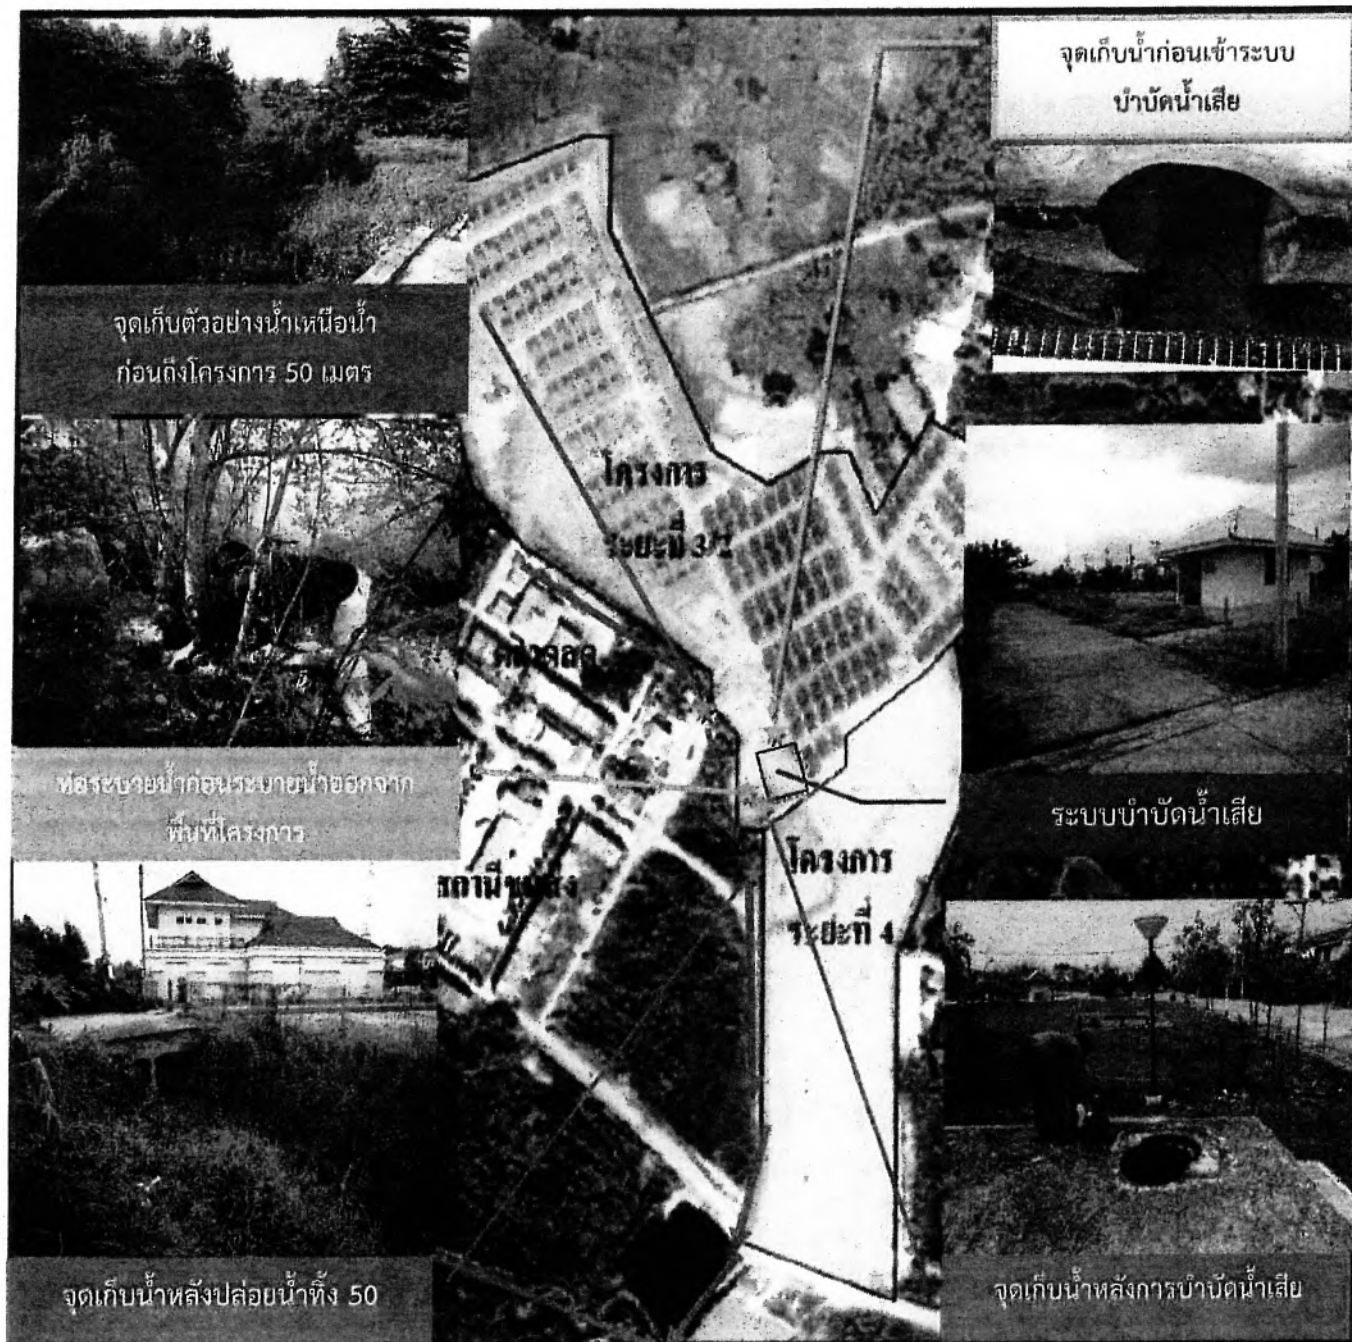 จุดเก็บน้ำก่อนเข้าระบบ
บำบัดน้ำเสีย
จุดเก็บตัวอย่างน้ำเหนือน้ำ
ก่อนถึงโครงการ 50 เมตร
โครงการ
ระยะที่ 3/2
ท่อระบายน้ำก่อนระบายน้ำออกจาก
พื้นที่โครงการ
ระบบบำบัดน้ำเสีย
โครงการ
ระยะที่ 4
จุดเก็บน้ำหลังปล่อยน้ำทิ้ง 50
จุดเก็บน้ำหลังการบำบัดน้ำเสีย